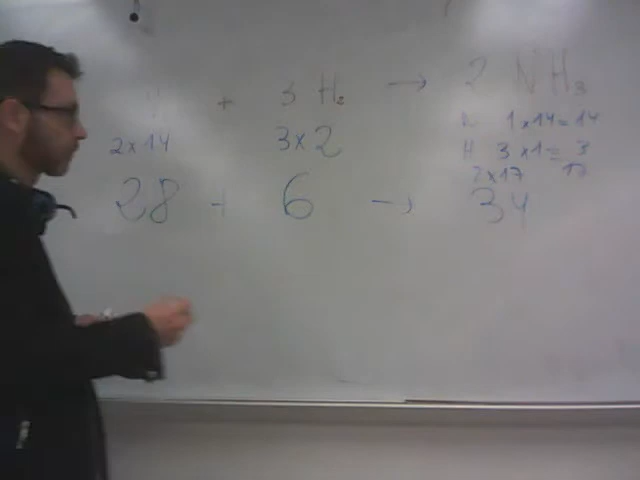 + 3 H₂ → 2 NH₃
2x14 3x2 N 1x14=14
H 3x1=3
2x17 17
28 + 6 → 34